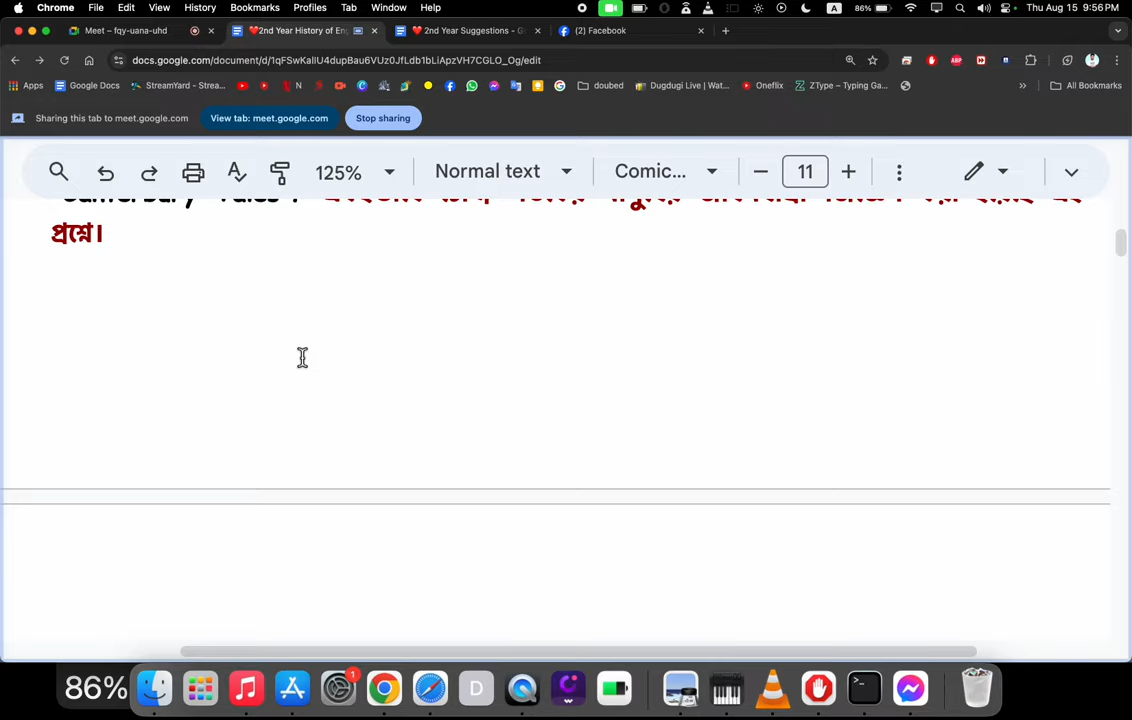 Chrome File Edit View History Bookmarks Profiles Tab Window Help 86% Thu Aug 15 9:56 PM
Meet – fqy-uana-uhd ❤️2nd Year History of En ❤️ 2nd Year Suggestions - G (2) Facebook
docs.google.com/document/d/1qFSwKallU4dupBau6VUz0JfLdb1bLiApzVH7CGLO_Og/edit
Apps Google Docs StreamYard - Strea... N doubed Dugdugi Live | Wat... Oneflix ZType – Typing Ga... All Bookmarks
Sharing this tab to meet.google.com View tab: meet.google.com Stop sharing
125% Normal text Comic... 11
প্রশ্নে।
86%